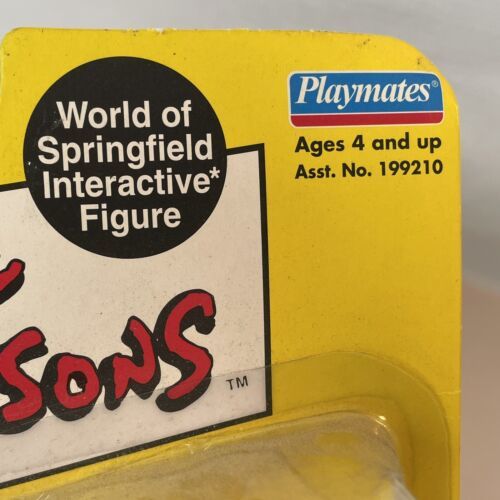 World of
Springfield
Interactive*
Figure
Playmates®
Ages 4 and up
Asst. No. 199210
SONS
TM